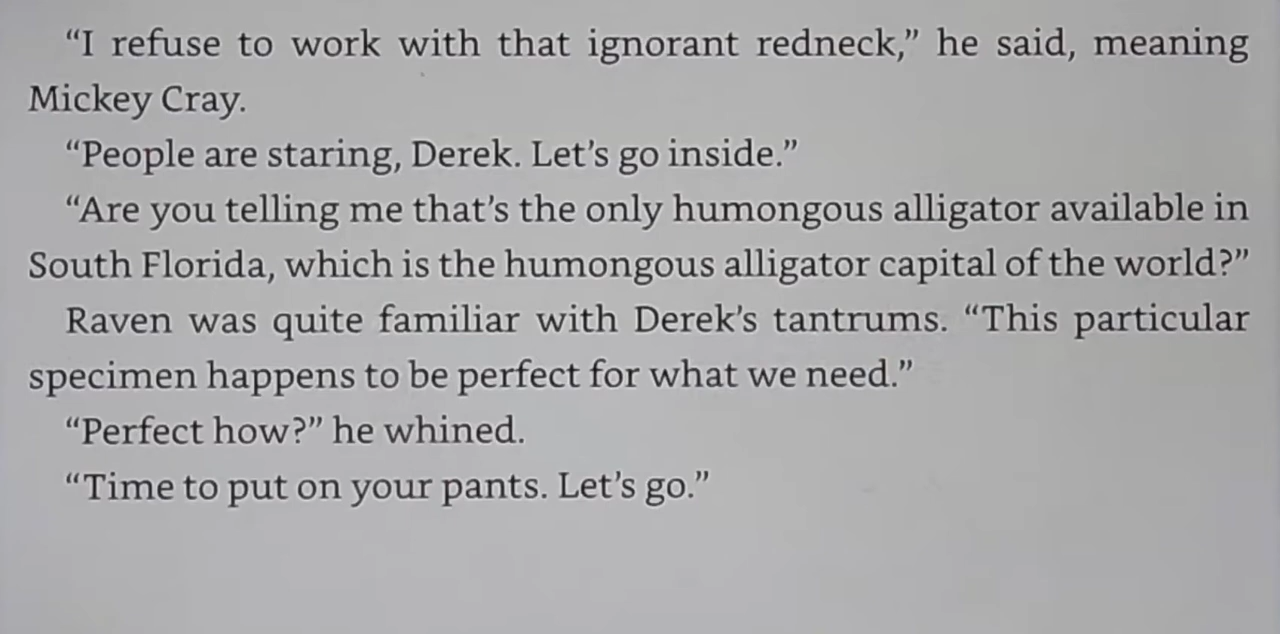 “I refuse to work with that ignorant redneck,” he said, meaning
Mickey Cray.
“People are staring, Derek. Let’s go inside.”
“Are you telling me that’s the only humongous alligator available in
South Florida, which is the humongous alligator capital of the world?”
Raven was quite familiar with Derek’s tantrums. “This particular
specimen happens to be perfect for what we need.”
“Perfect how?” he whined.
“Time to put on your pants. Let’s go.”